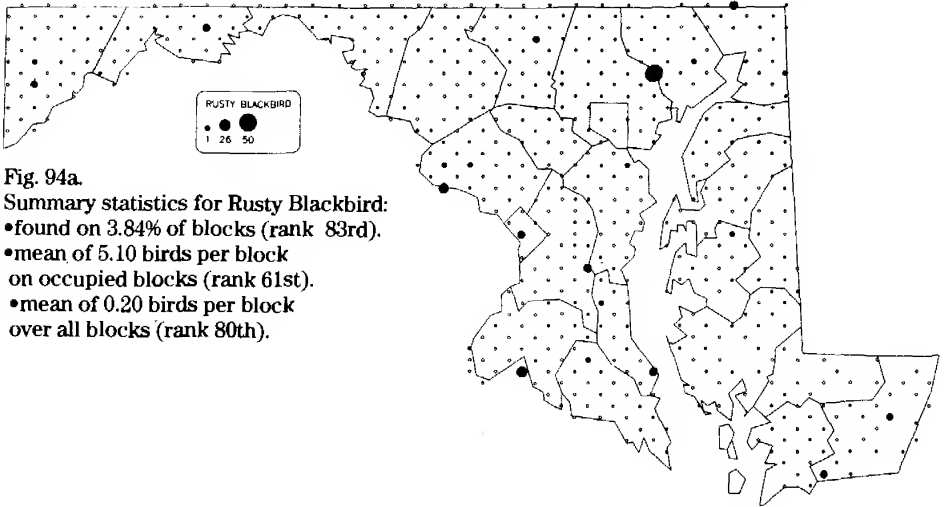 RUSTY BLACKBIRD
1 26 50
Fig. 94a.
Summary statistics for Rusty Blackbird:
•found on 3.84% of blocks (rank 83rd).
•mean of 5.10 birds per block
on occupied blocks (rank 61st).
•mean of 0.20 birds per block
over all blocks (rank 80th).